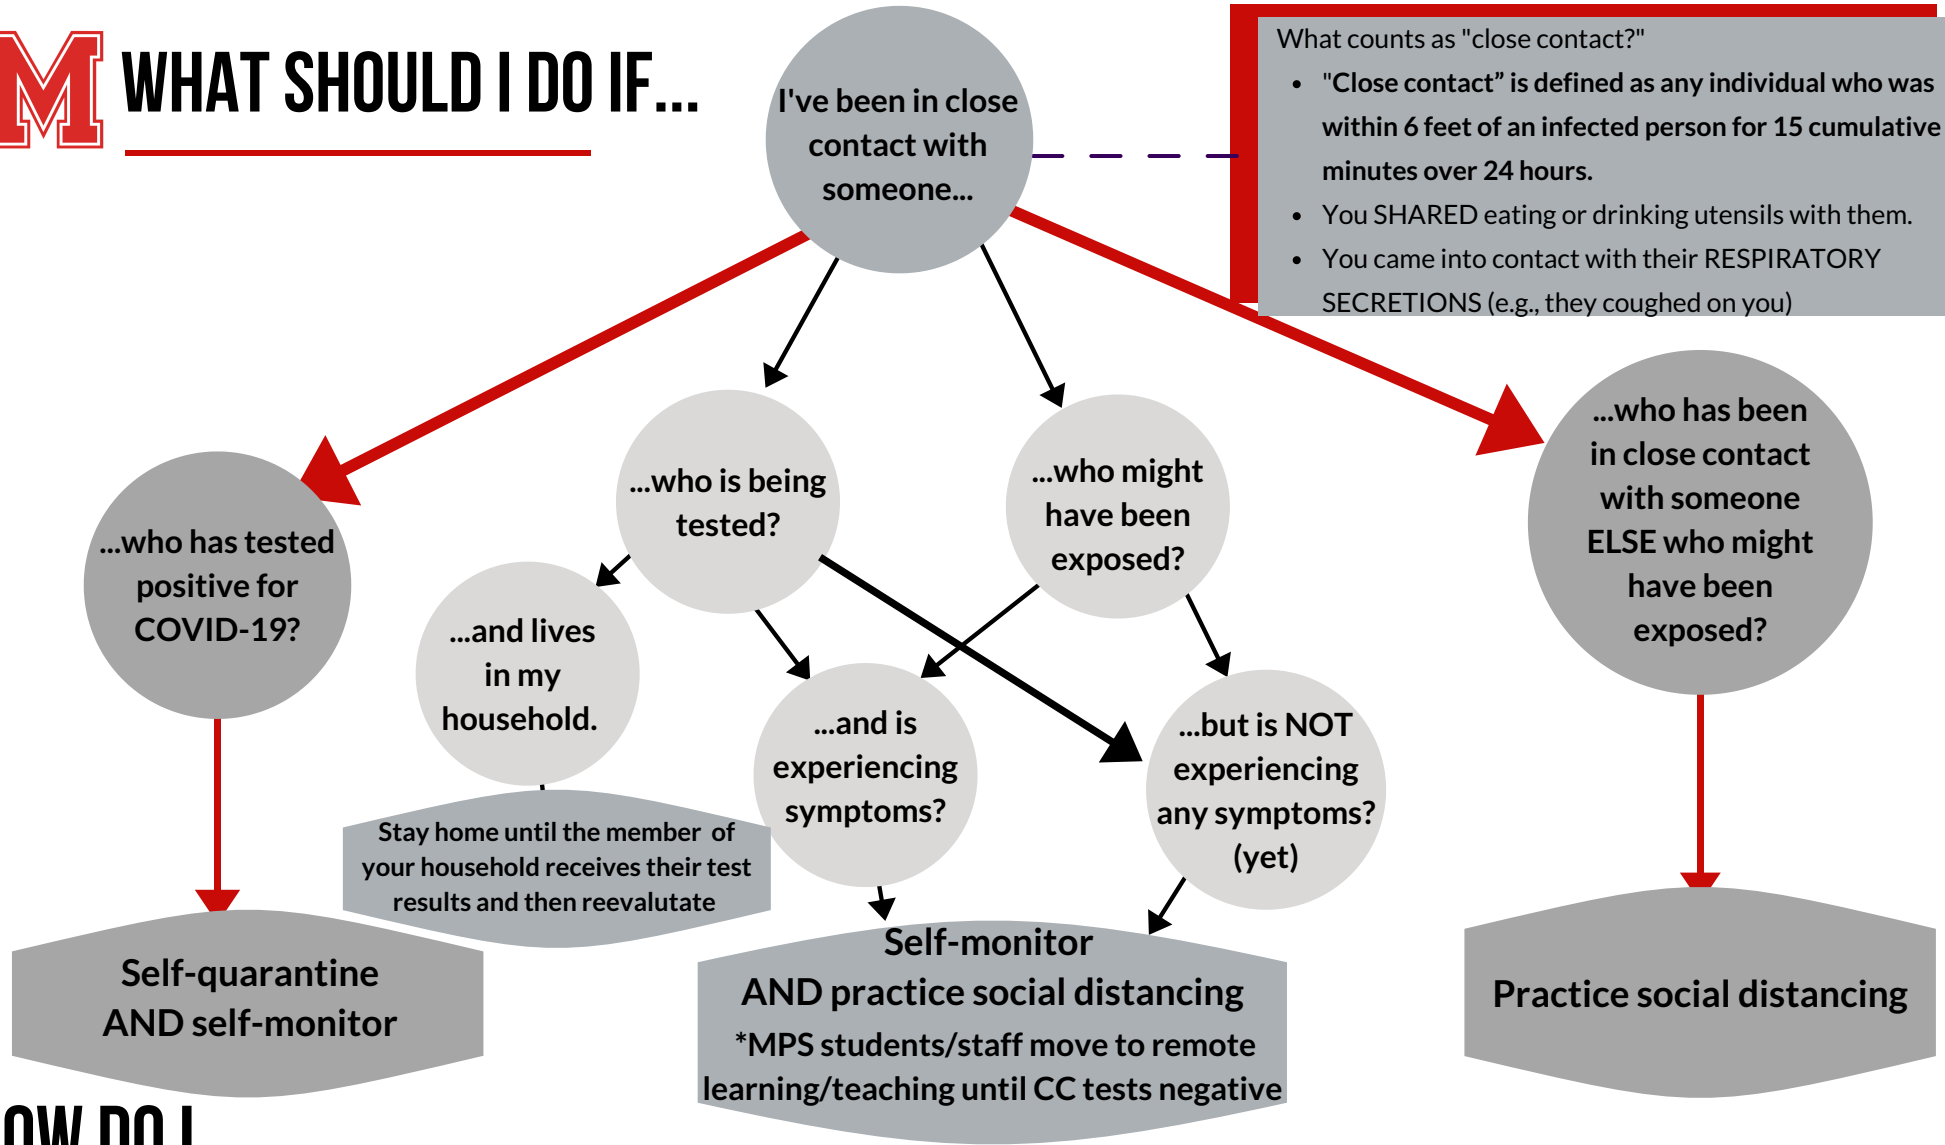 M
WHAT SHOULD I DO IF...
I've been in close
contact with
someone...
What counts as "close contact?"
• "Close contact” is defined as any individual who was
within 6 feet of an infected person for 15 cumulative
minutes over 24 hours.
• You SHARED eating or drinking utensils with them.
• You came into contact with their RESPIRATORY
SECRETIONS (e.g., they coughed on you)
...who has tested
positive for
COVID-19?
...who is being
tested?
...who might
have been
exposed?
...who has been
in close contact
with someone
ELSE who might
have been
exposed?
...and lives
in my
household.
...and is
experiencing
symptoms?
...but is NOT
experiencing
any symptoms?
(yet)
Stay home until the member of
your household receives their test
results and then reevalutate
Self-quarantine
AND self-monitor
Self-monitor
AND practice social distancing
*MPS students/staff move to remote
learning/teaching until CC tests negative
Practice social distancing
OW DO I